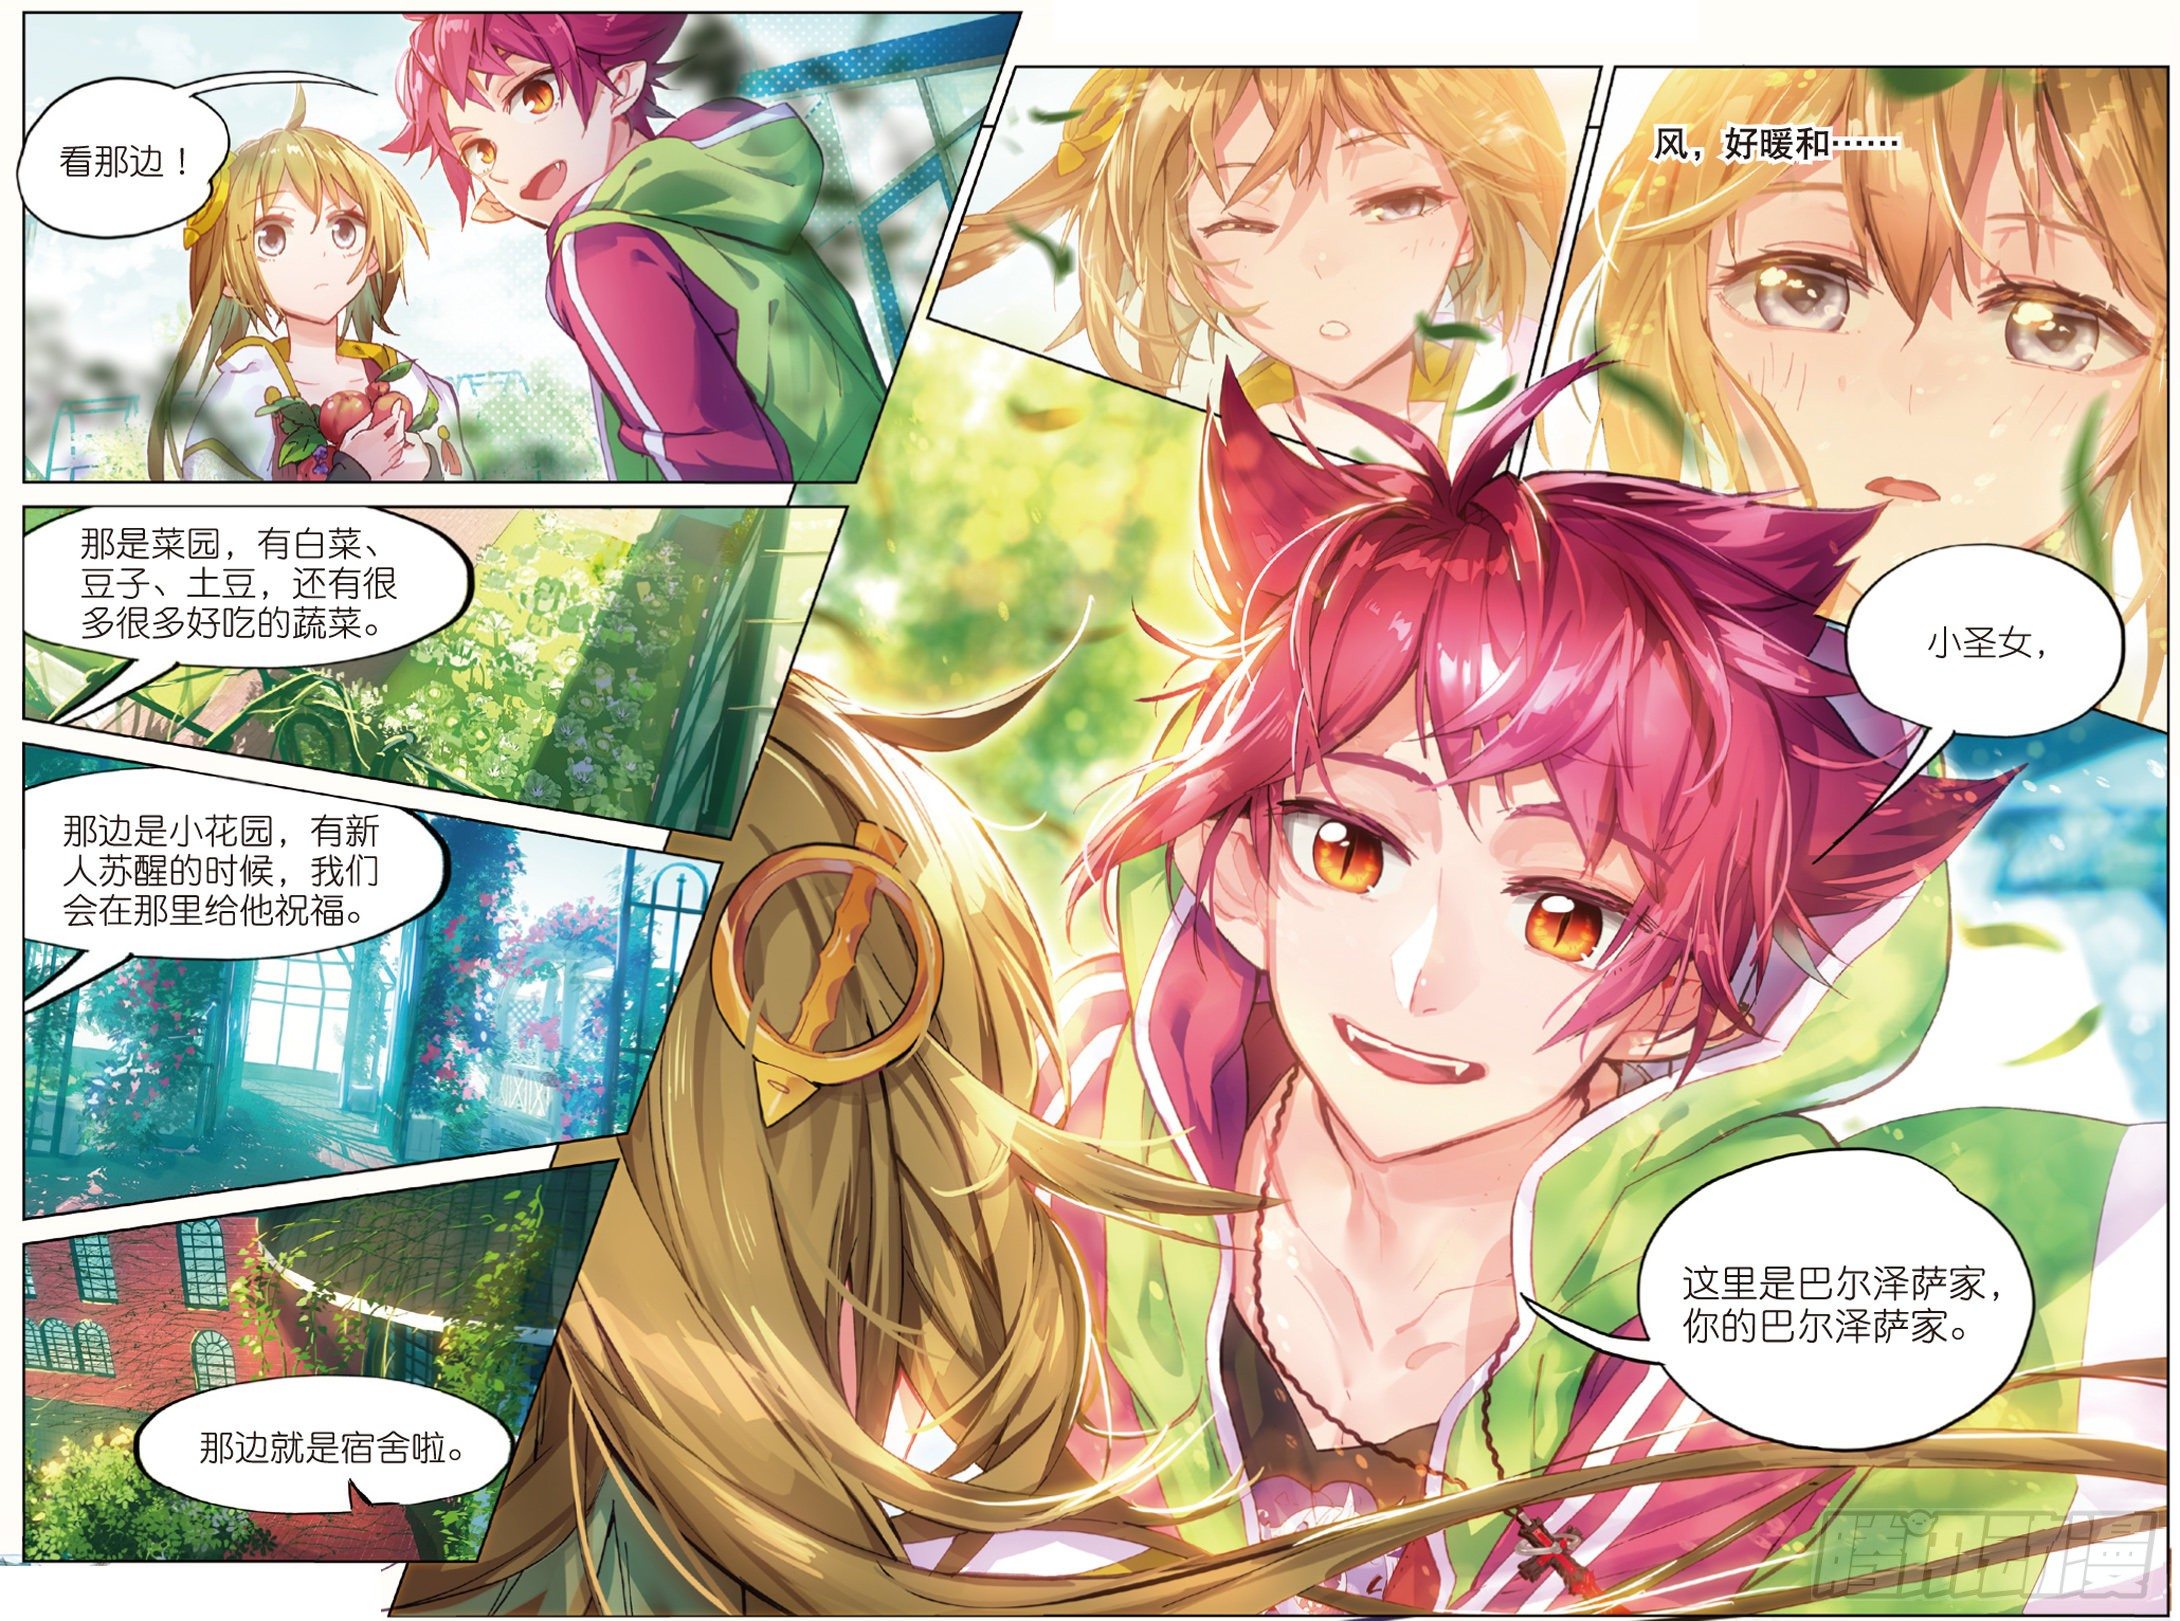 看那边！
那是菜园，有白菜、
豆子、土豆，还有很
多很多好吃的蔬菜。
那边是小花园，有新
人苏醒的时候，我们
会在那里给他祝福。
那边就是宿舍啦。
风，好暖和……
小圣女，
这里是巴尔泽萨家，
你的巴尔泽萨家。
腾讯动漫